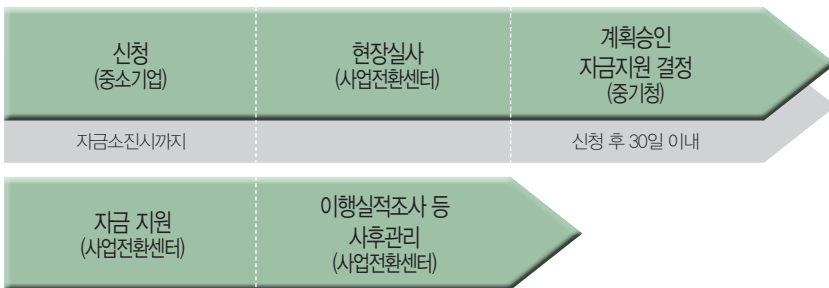 신청
(중소기업)
현장실사
(사업전환센터)
계획승인
자금지원 결정
(중기청)
자금소진시까지
신청 후 30일 이내
자금 지원
(사업전환센터)
이행실적조사 등
사후관리
(사업전환센터)